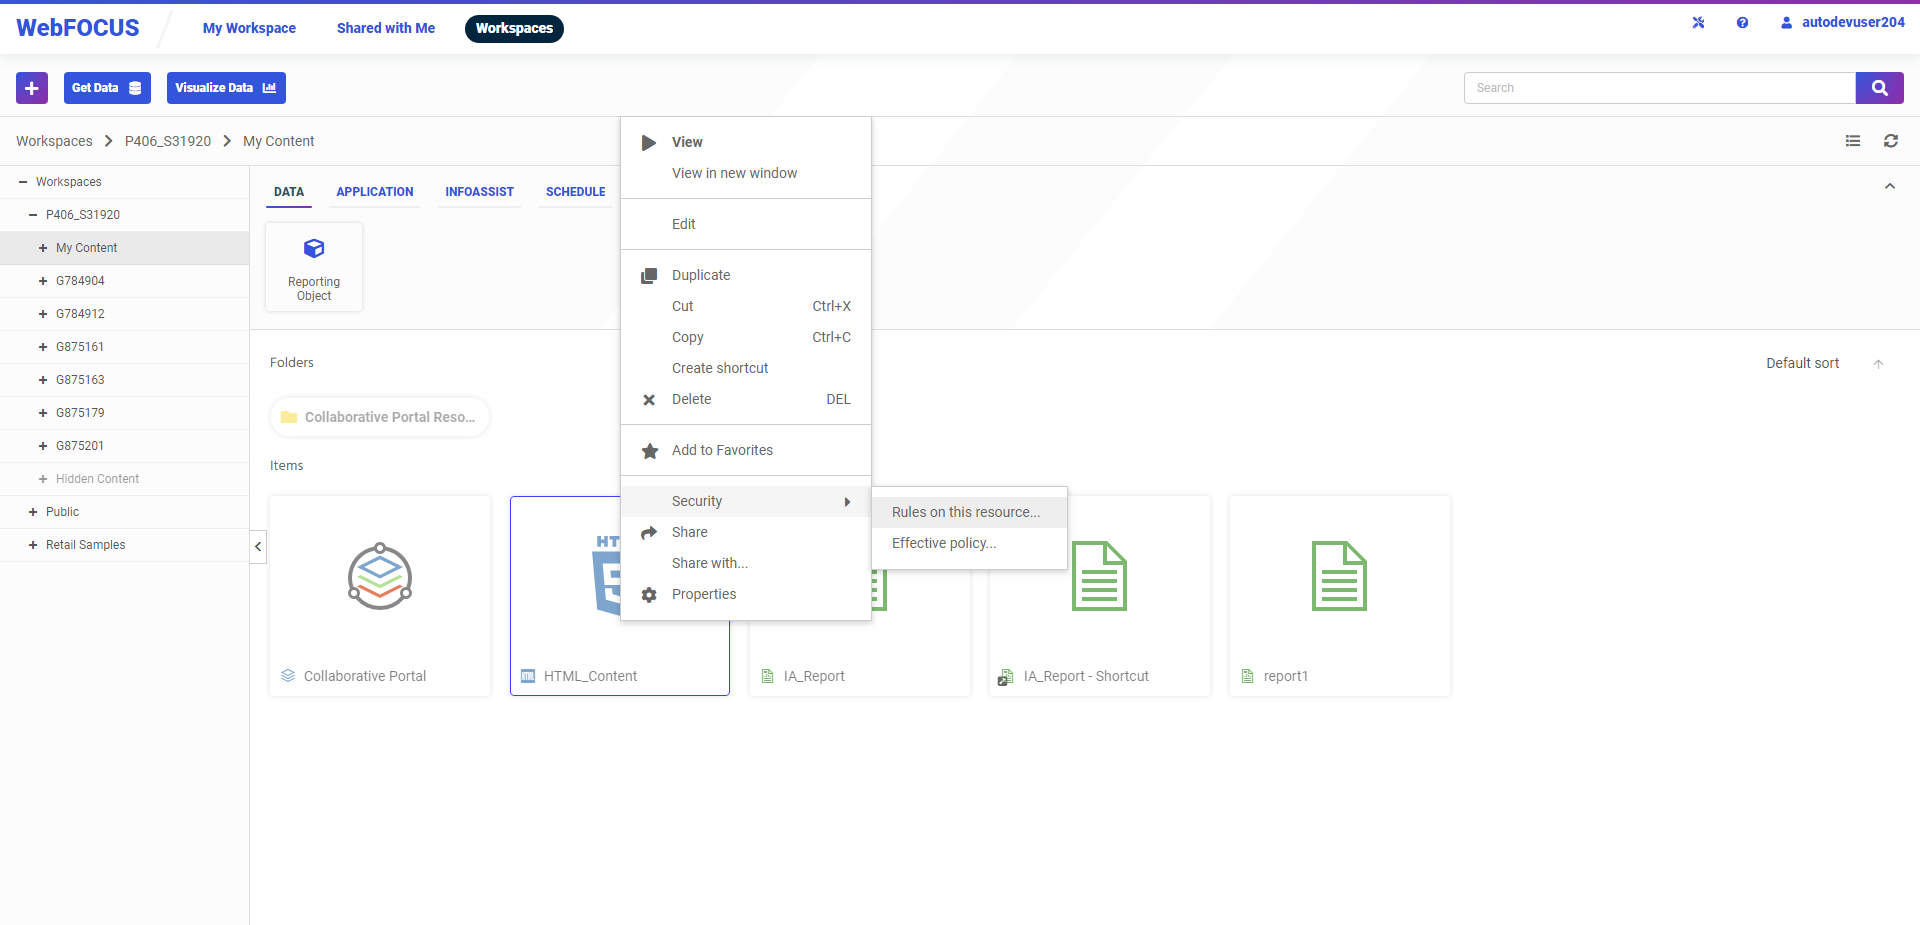 WebFOCUS
My Workspace
Shared with Me
Workspaces
autodevuser204
Get Data
Visualize Data
Search
Workspaces
P406_S31920
My Content
Workspaces
P406_S31920
My Content
G784904
G784912
G875161
G875163
G875179
G875201
Hidden Content
Public
Retail Samples
DATA
APPLICATION
INFOASSIST
SCHEDULE
Reporting
Object
Folders
Default sort
Collaborative Portal Reso...
Items
Collaborative Portal
HTML_Content
IA_Report
IA_Report - Shortcut
report1
View
View in new window
Edit
Duplicate
Cut Ctrl+X
Copy Ctrl+C
Create shortcut
Delete DEL
Add to Favorites
Security
Share
Share with...
Properties
Rules on this resource...
Effective policy...